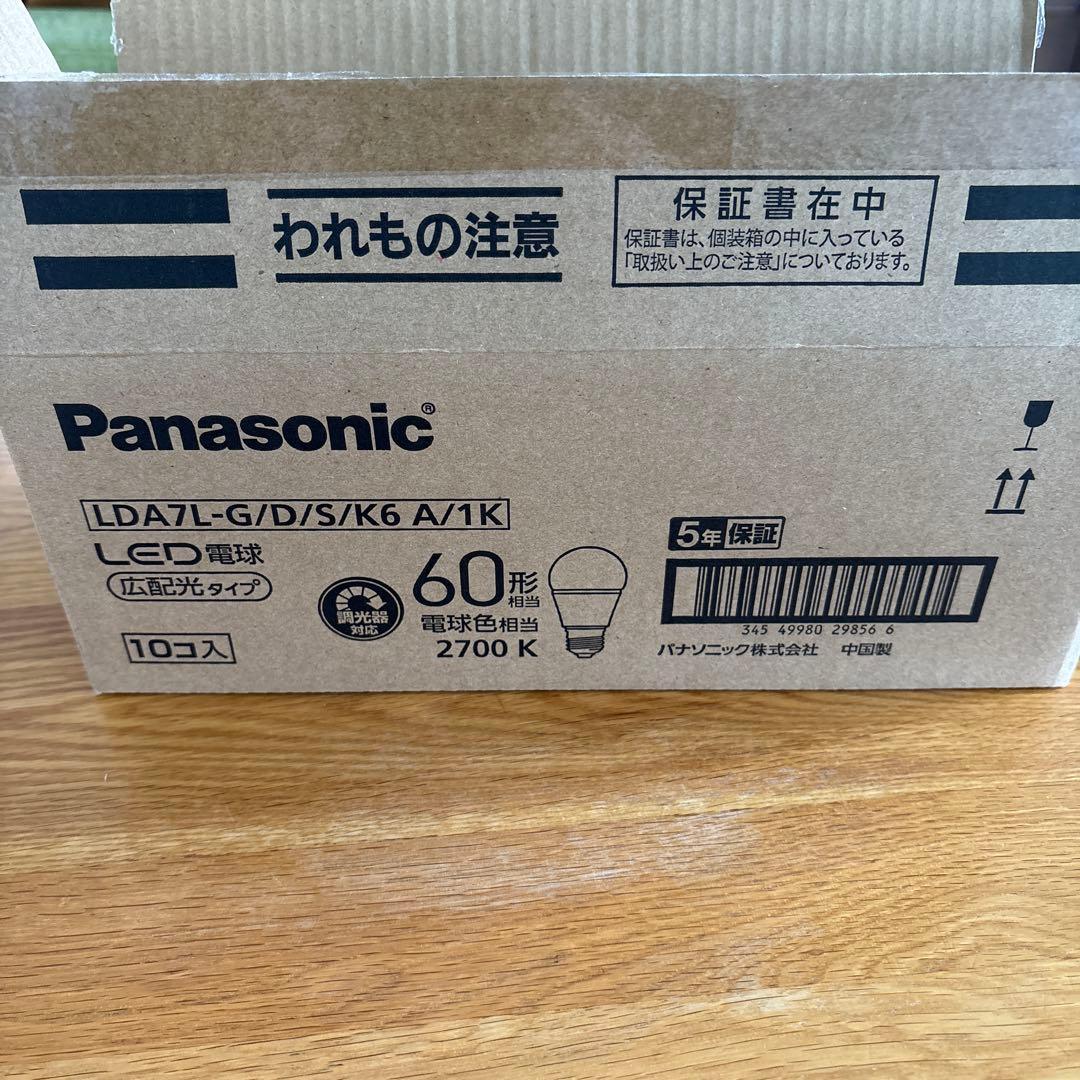 われもの注意
保証書在中
保証書は、個装箱の中に入っている
「取扱い上のご注意」についております。
Panasonic®
LDA7L-G/D/S/K6 A/1K
LED電球
広配光タイプ
10コ入
調光器
対応
60形
相当
電球色相当
2700 K
5年保証
345 49980 29856 6
パナソニック株式会社 中国製